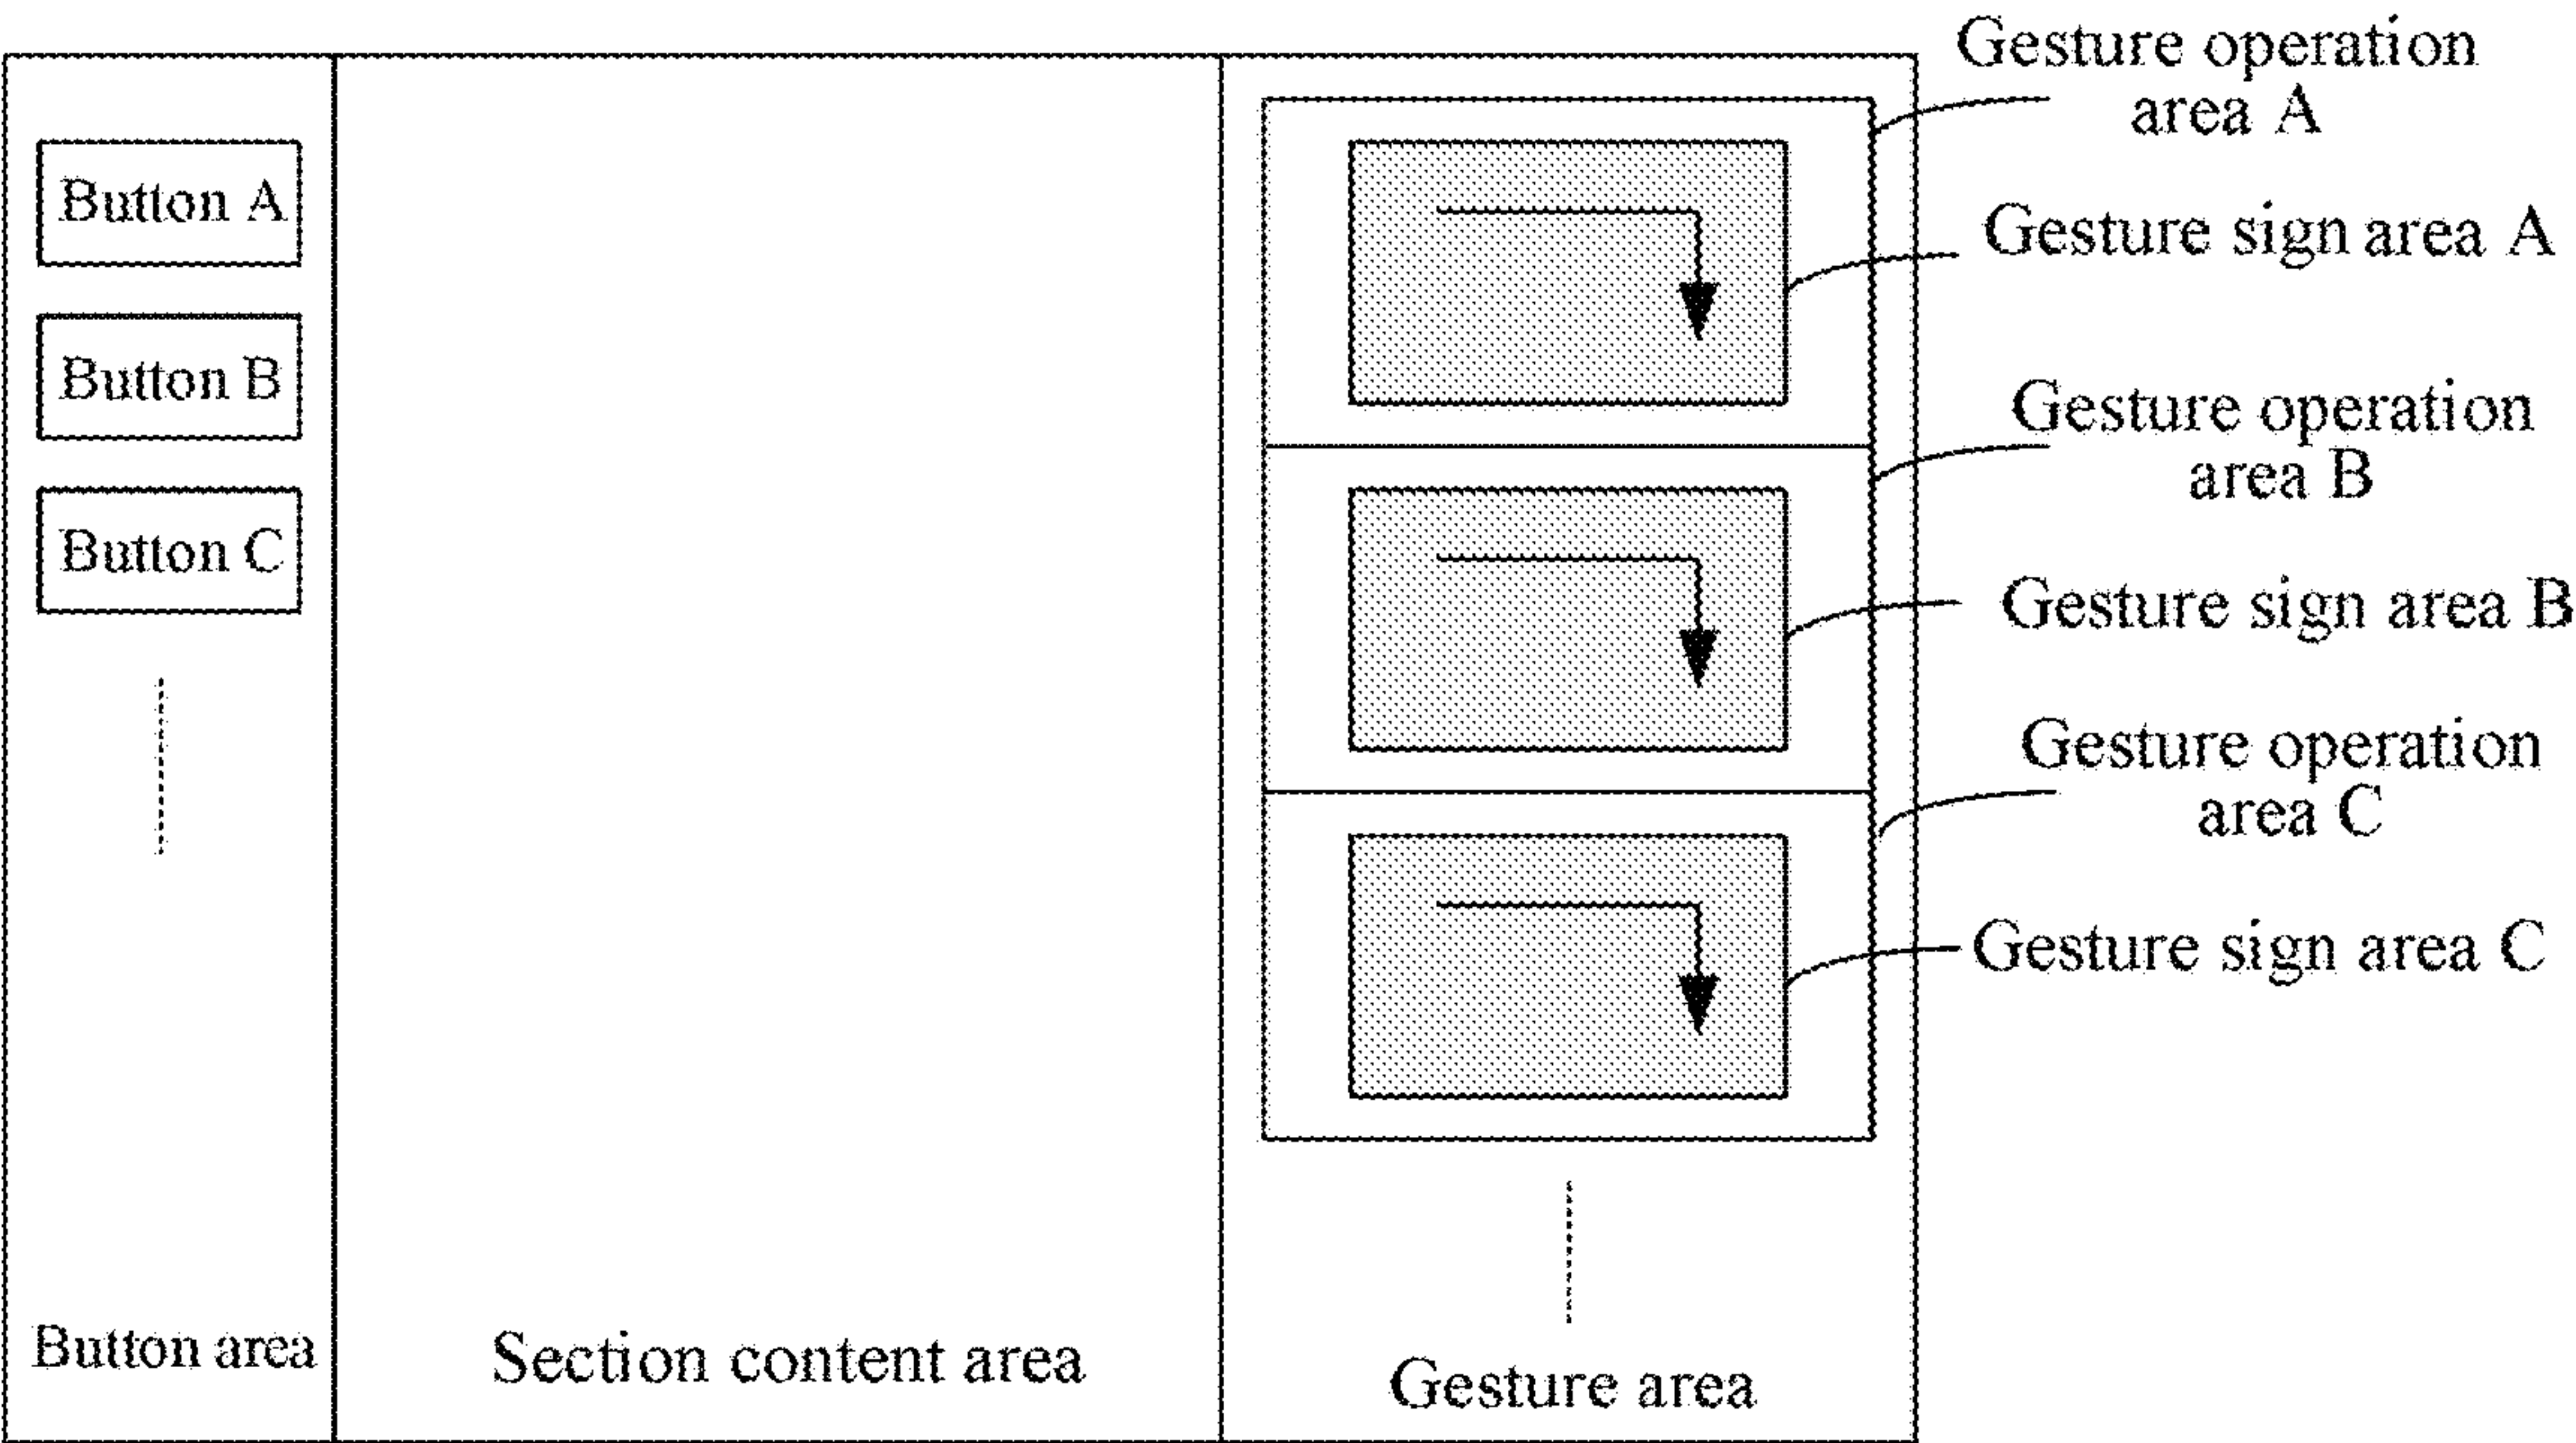 Button A
Button B
Button C
Button area
Section content area
Gesture area
Gesture operation
area A
Gesture sign area A
Gesture operation
area B
Gesture sign area B
Gesture operation
area C
Gesture sign area C